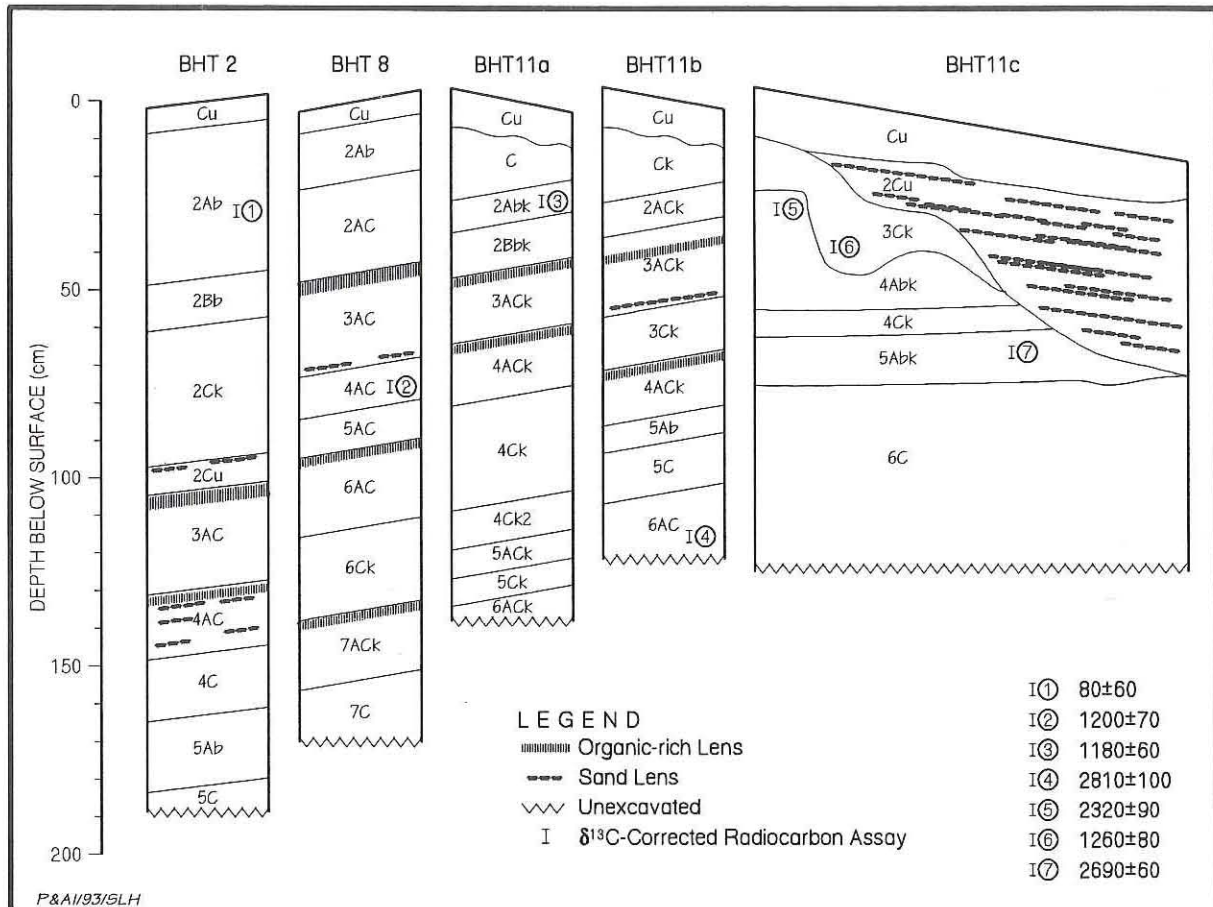 BHT 2
BHT 8
BHT11a
BHT11b
BHT11c
DEPTH BELOW SURFACE (cm)
0
50
100
150
200
Cu
2Ab
I①
2Bb
2Ck
2Cu
3AC
4AC
4C
5Ab
5C
Cu
2Ab
2AC
3AC
4AC
I②
5AC
6AC
6Ck
7ACk
7C
Cu
C
2Abk
I③
2Bbk
3ACk
4ACk
4Ck
4Ck2
5ACk
5Ck
6ACk
Cu
Ck
2ACk
3ACk
3Ck
4ACk
5Ab
5C
6AC
I④
Cu
2Cu
I⑤
3Ck
I⑥
4Abk
4Ck
5Abk
I⑦
6C
LEGEND
Organic-rich Lens
Sand Lens
Unexcavated
I δ¹³C-Corrected Radiocarbon Assay
I① 80±60
I② 1200±70
I③ 1180±60
I④ 2810±100
I⑤ 2320±90
I⑥ 1260±80
I⑦ 2690±60
P&AI/93/SLH